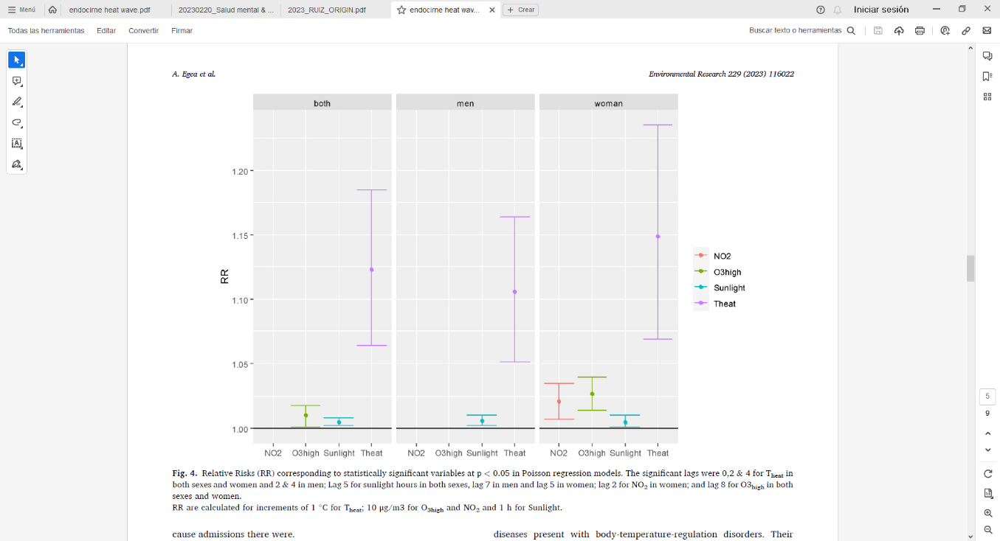 Menú
endocirne heat wave.pdf
20230220_Salud mental & ...
2023_RUIZ_ORIGIN.pdf
endocirne heat wav...
Crear
Iniciar sesión
Todas las herramientas
Editar
Convertir
Firmar
Buscar texto o herramientas
A. Egea et al.
Environmental Research 229 (2023) 116022
both
men
woman
1.20
1.15
1.10
1.05
1.00
RR
NO2 O3high Sunlight Theat
NO2 O3high Sunlight Theat
NO2 O3high Sunlight Theat
NO2
O3high
Sunlight
Theat
Fig. 4. Relative Risks (RR) corresponding to statistically significant variables at p < 0.05 in Poisson regression models. The significant lags were 0,2 & 4 for Theat in
both sexes and women and 2 & 4 in men; Lag 5 for sunlight hours in both sexes, lag 7 in men and lag 5 in women; lag 2 for NO2 in women; and lag 8 for O3high in both
sexes and women.
RR are calculated for increments of 1 °C for Theat; 10 μg/m3 for O3high and NO2 and 1 h for Sunlight.
cause admissions there were.
diseases present with body-temperature-regulation disorders. Their
5
9